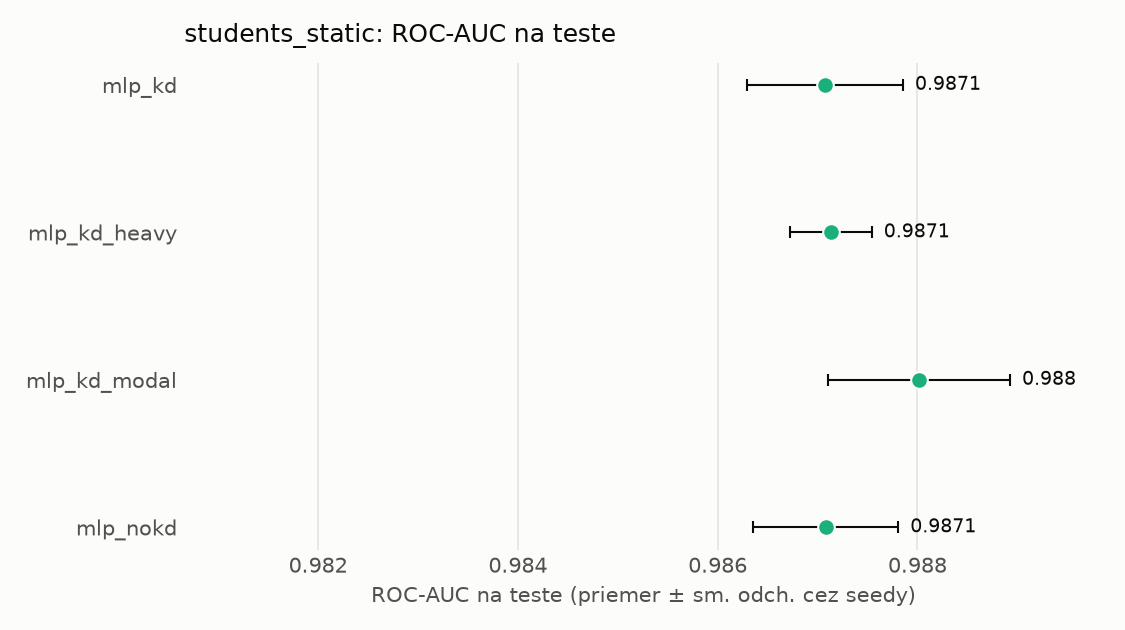 students_static: ROC-AUC na teste
mlp_kd
0.9871
mlp_kd_heavy
0.9871
mlp_kd_modal
0.988
mlp_nokd
0.9871
0.982 0.984 0.986 0.988
ROC-AUC na teste (priemer ± sm. odch. cez seedy)